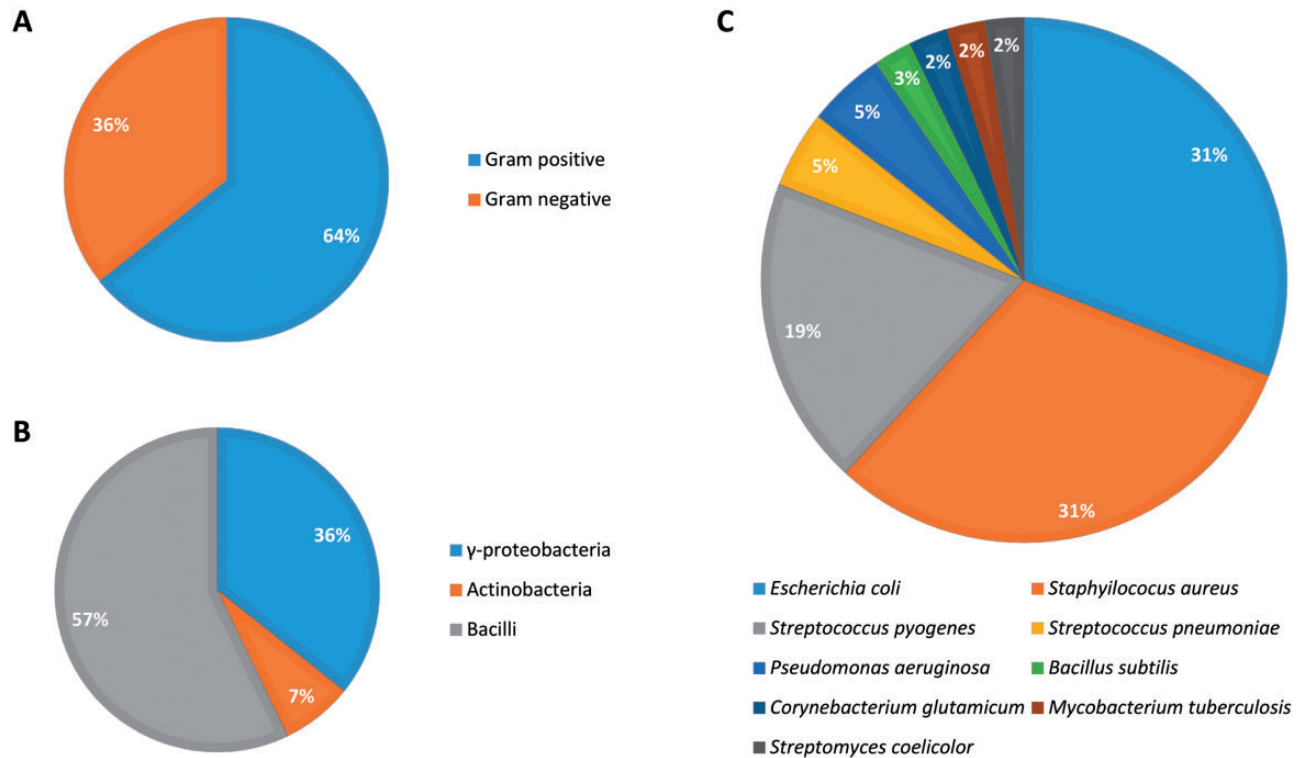 A
36%
64%
Gram positive
Gram negative
B
36%
57%
7%
γ-proteobacteria
Actinobacteria
Bacilli
C
2%
2%
2%
3%
5%
5%
31%
19%
31%
Escherichia coli
Staphyilococus aureus
Streptococcus pyogenes
Streptococcus pneumoniae
Pseudomonas aeruginosa
Bacillus subtilis
Corynebacterium glutamicum
Mycobacterium tuberculosis
Streptomyces coelicolor